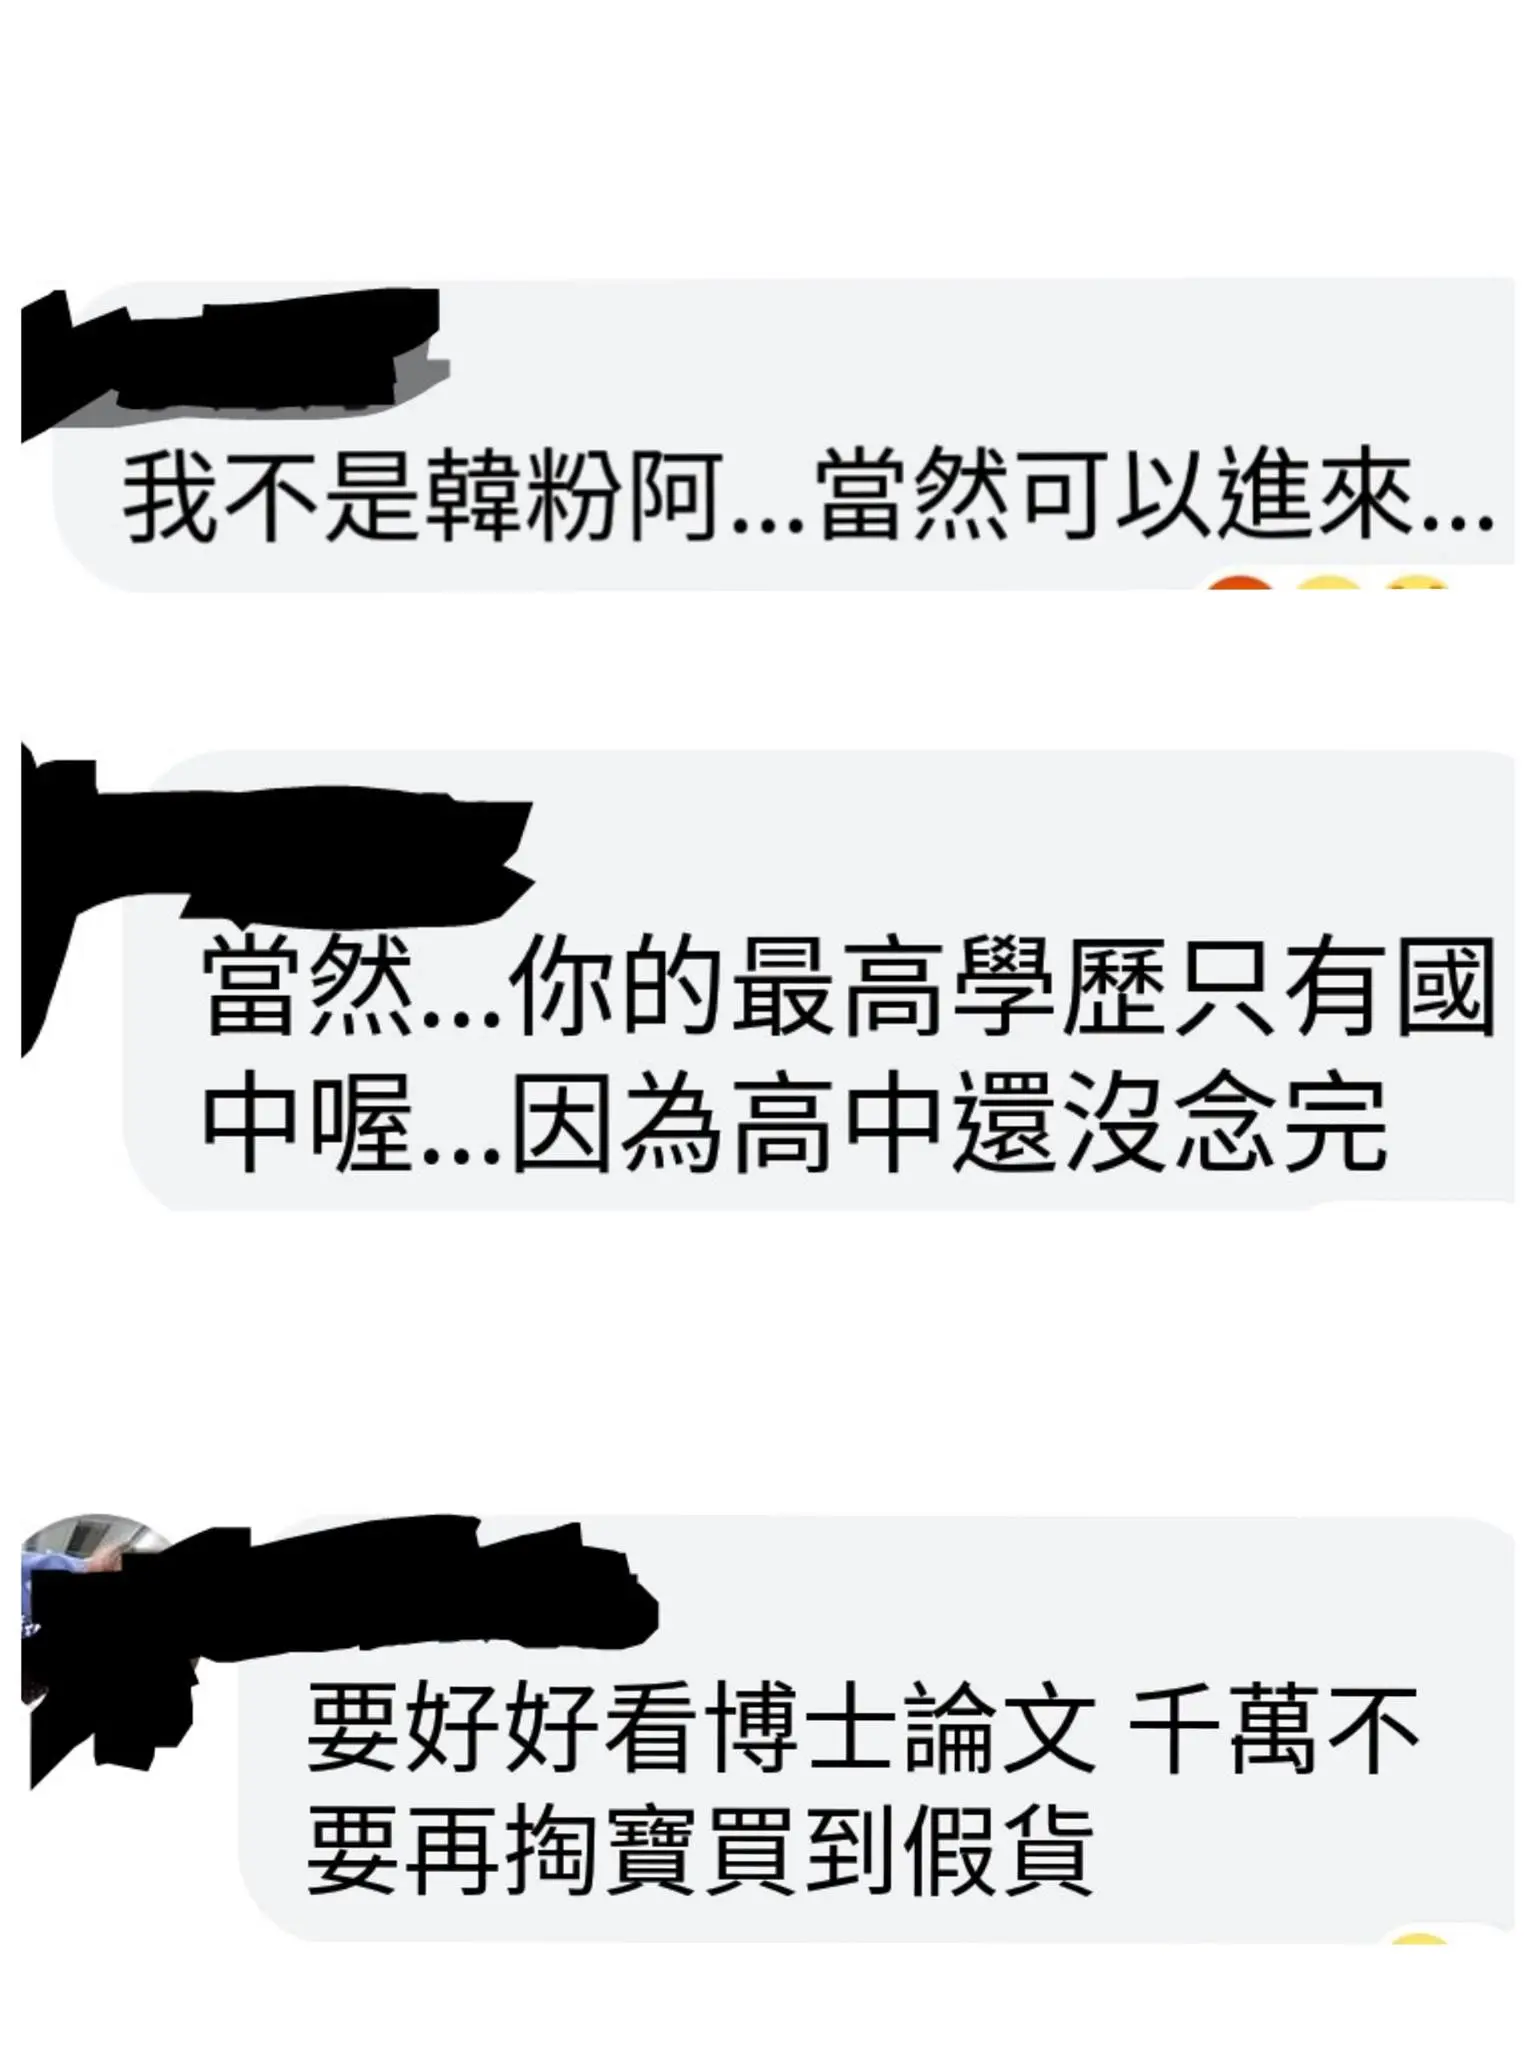 我不是韓粉阿...當然可以進來...
當然...你的最高學歷只有國
中喔...因為高中還沒念完
要好好看博士論文 千萬不
要再掏寶買到假貨